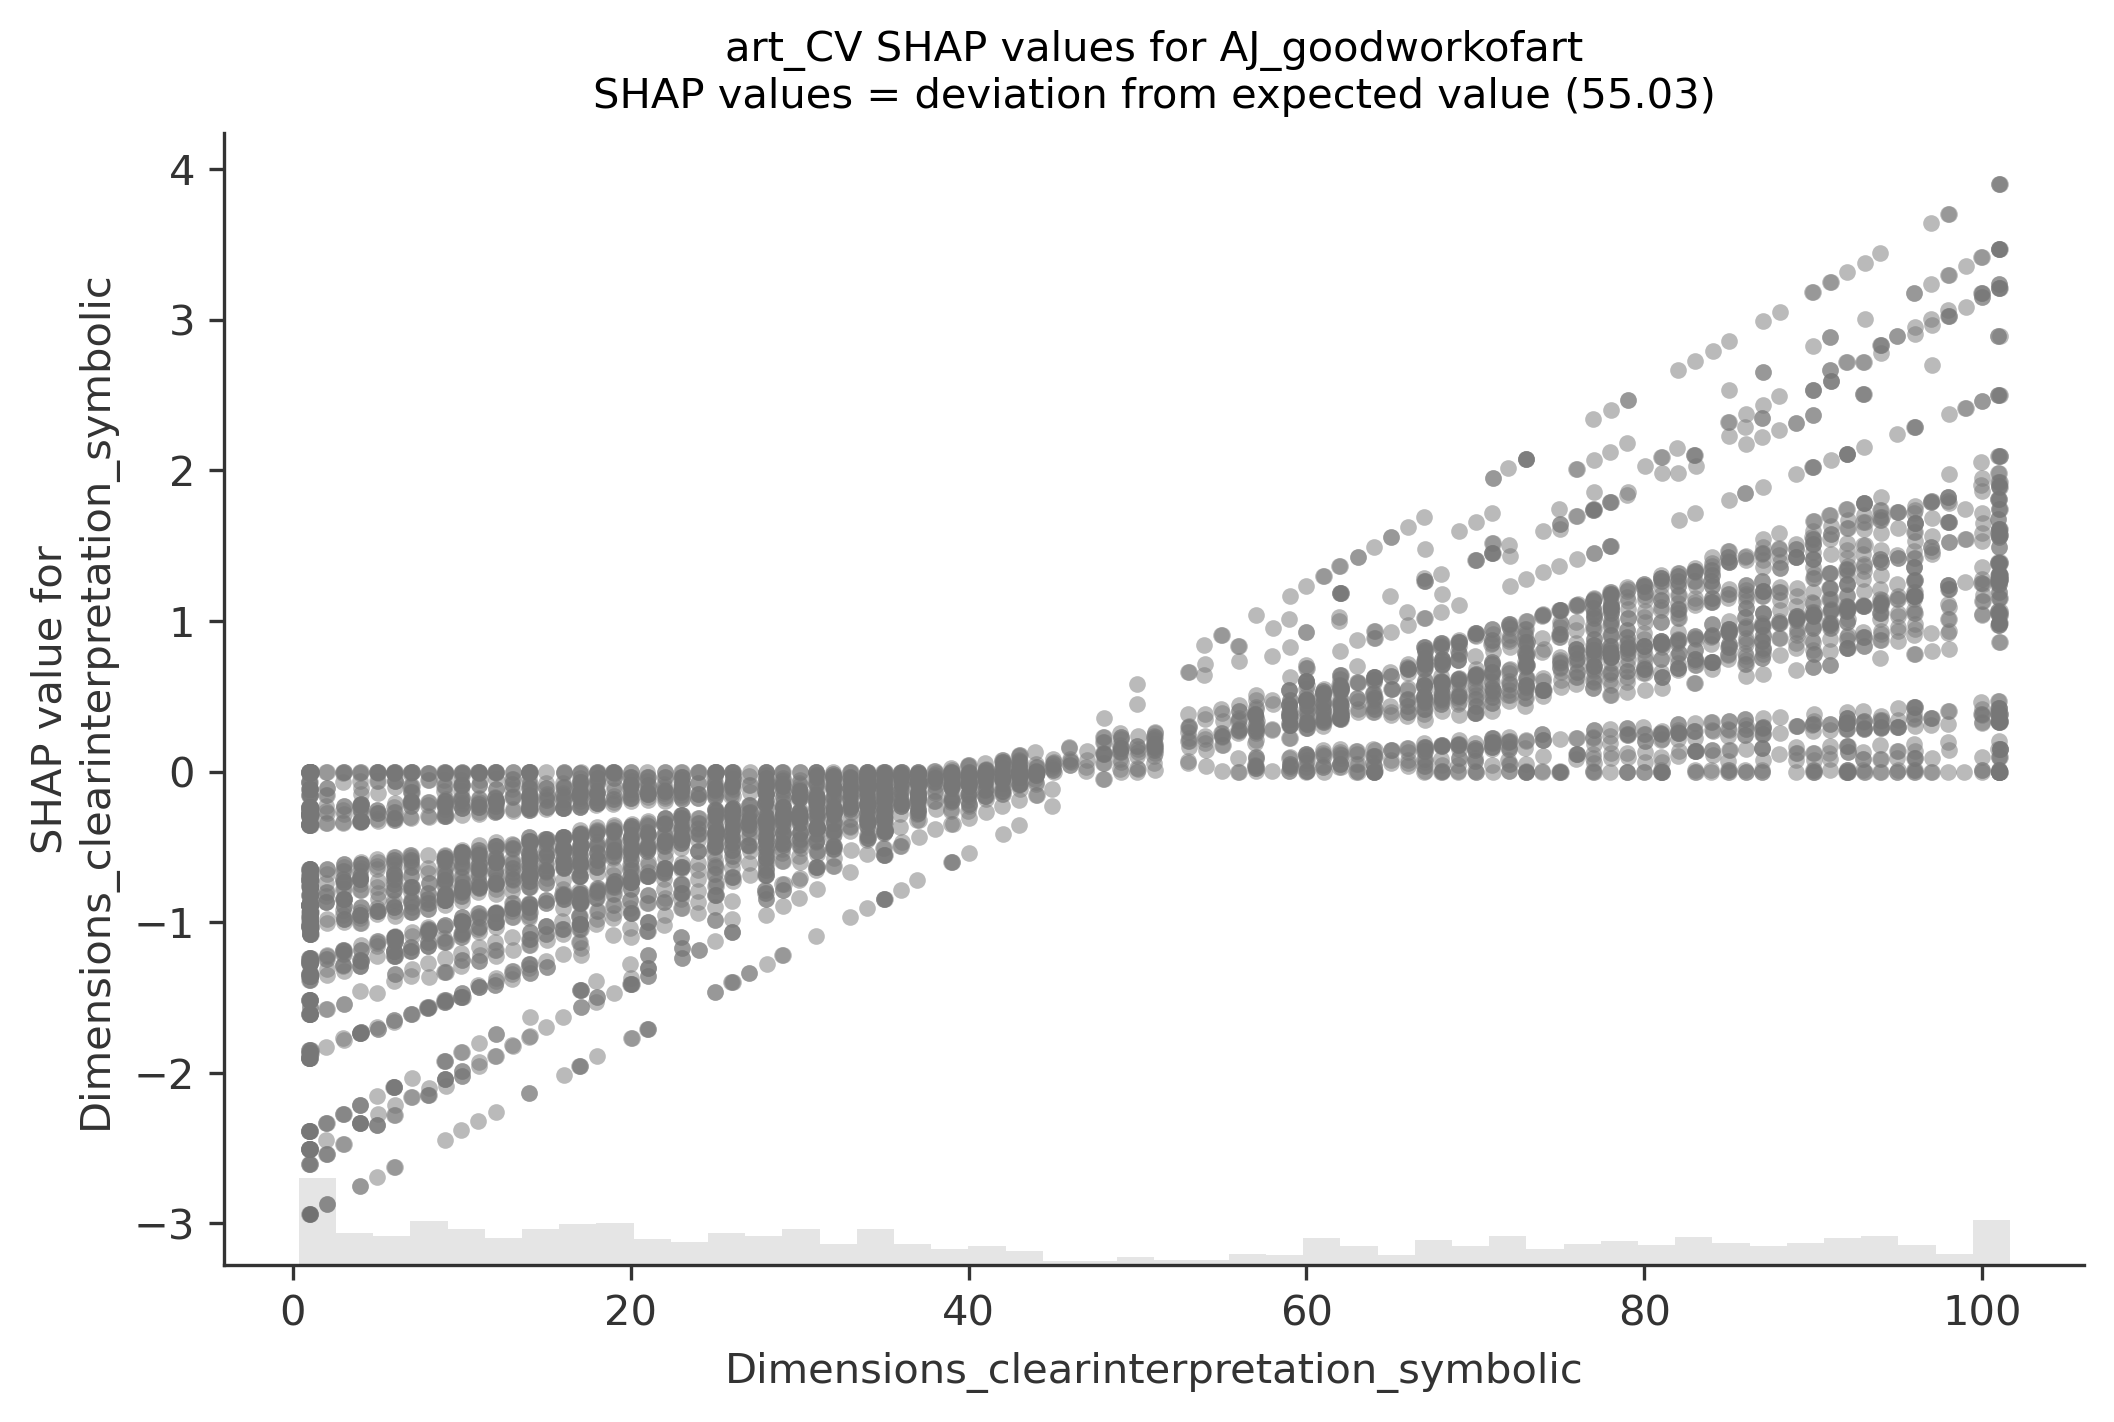 art_CV SHAP values for AJ_goodworkofart
SHAP values = deviation from expected value (55.03)
4
3
2
1
0
−1
−2
−3
SHAP value for
Dimensions_clearinterpretation_symbolic
0
20
40
60
80
100
Dimensions_clearinterpretation_symbolic